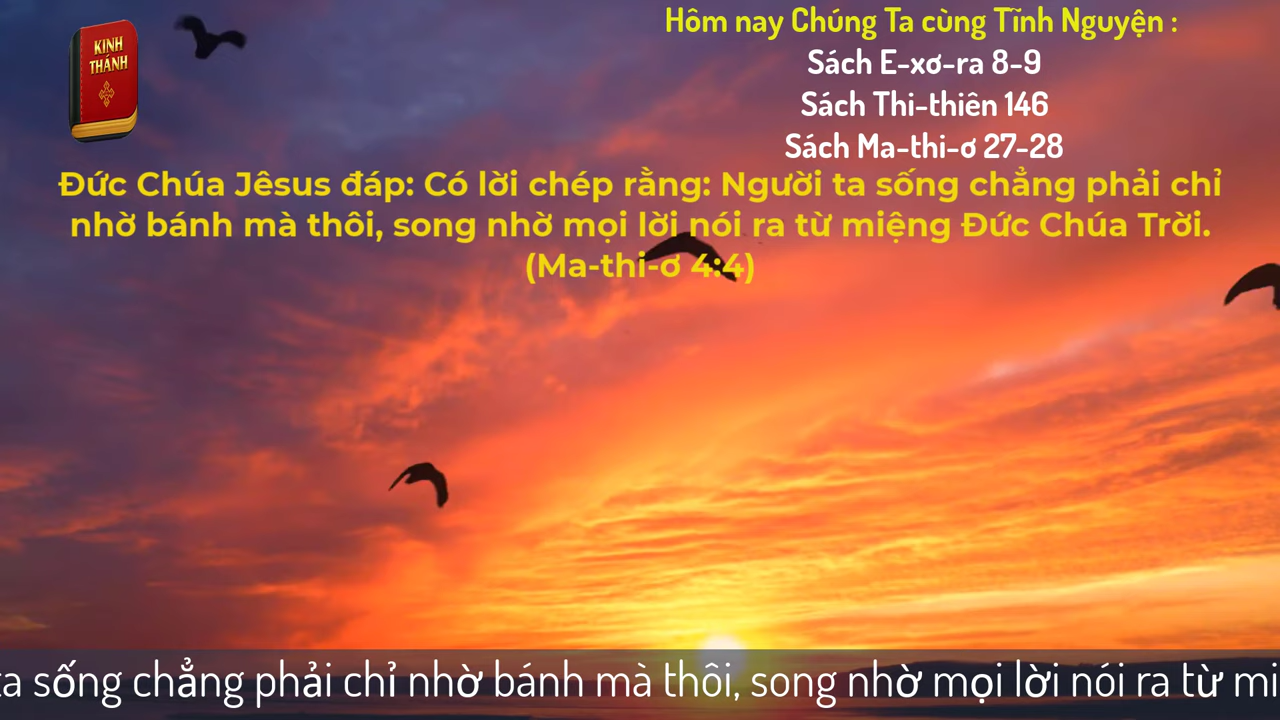 KINH
THÁNH
Hôm nay Chúng Ta cùng Tĩnh Nguyện :
Sách E-xơ-ra 8-9
Sách Thi-thiên 146
Sách Ma-thi-ơ 27-28
Đức Chúa Jêsus đáp: Có lời chép rằng: Người ta sống chẳng phải chỉ
nhờ bánh mà thôi, song nhờ mọi lời nói ra từ miệng Đức Chúa Trời.
(Ma-thi-ơ 4:4)
ta sống chẳng phải chỉ nhờ bánh mà thôi, song nhờ mọi lời nói ra từ mi